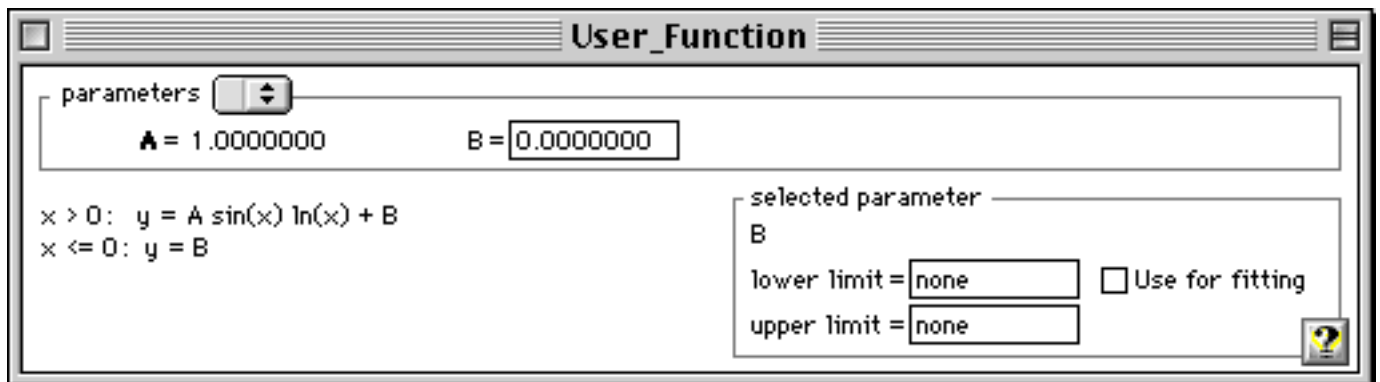 User_Function
parameters
A = 1.0000000 B = 0.0000000
x > 0: y = A sin(x) ln(x) + B
x <= 0: y = B
selected parameter
B
lower limit = none Use for fitting
upper limit = none
?